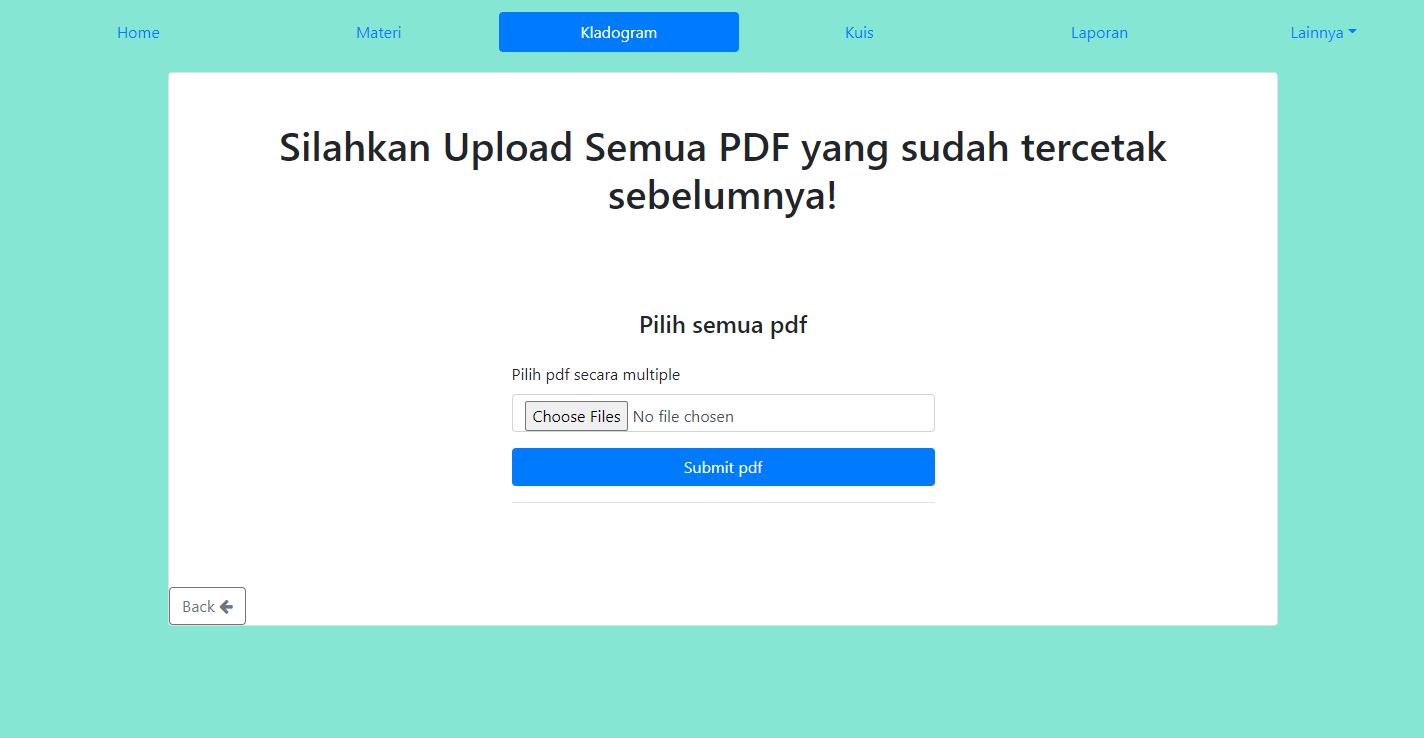 Home Materi Kladogram Kuis Laporan Lainnya
Silahkan Upload Semua PDF yang sudah tercetak
sebelumnya!
Pilih semua pdf
Pilih pdf secara multiple
Choose Files No file chosen
Submit pdf
Back